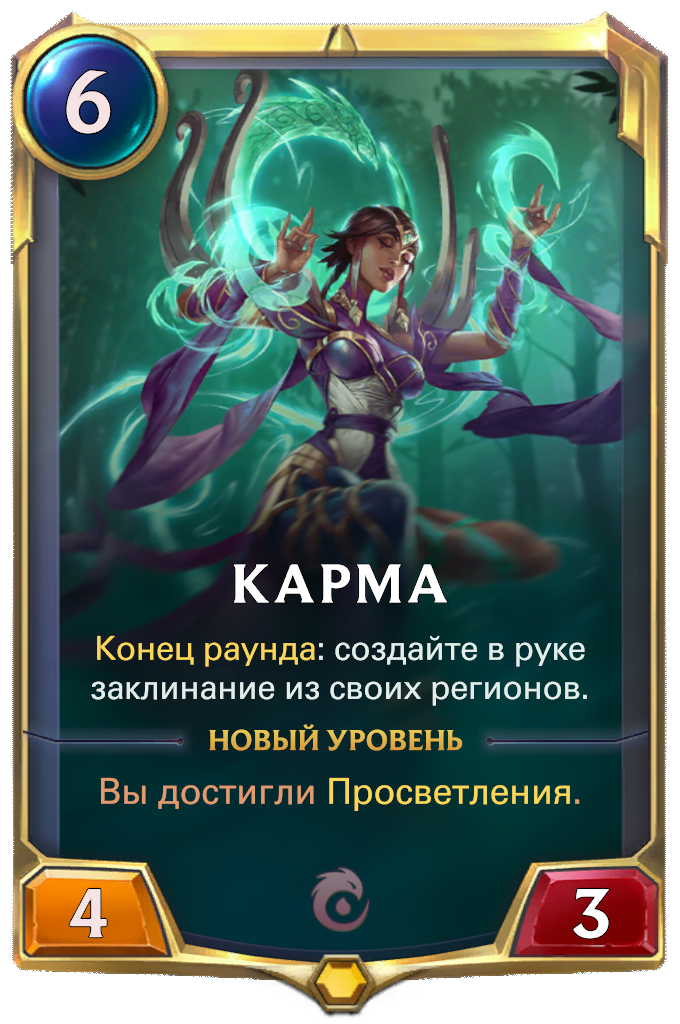 6
КАРМА
Конец раунда: создайте в руке
заклинание из своих регионов.
НОВЫЙ УРОВЕНЬ
Вы достигли Просветления.
4
3